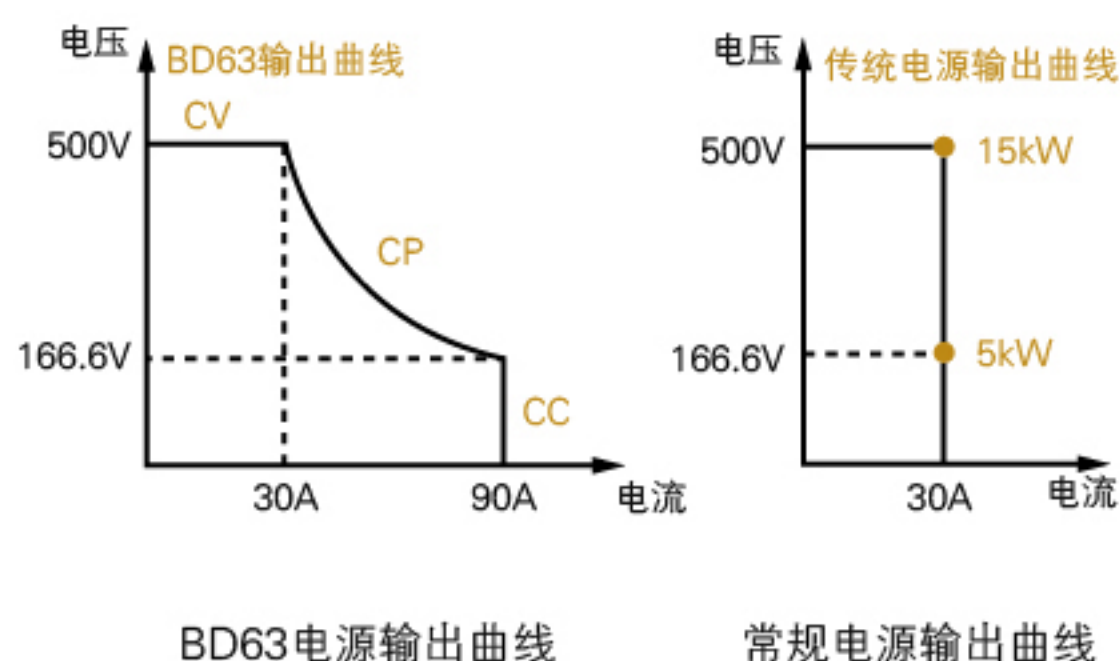 电压
BD63输出曲线
CV
500V
CP
166.6V
CC
30A
90A
电流
BD63电源输出曲线
电压
传统电源输出曲线
500V
15kW
166.6V
5kW
30A
电流
常规电源输出曲线